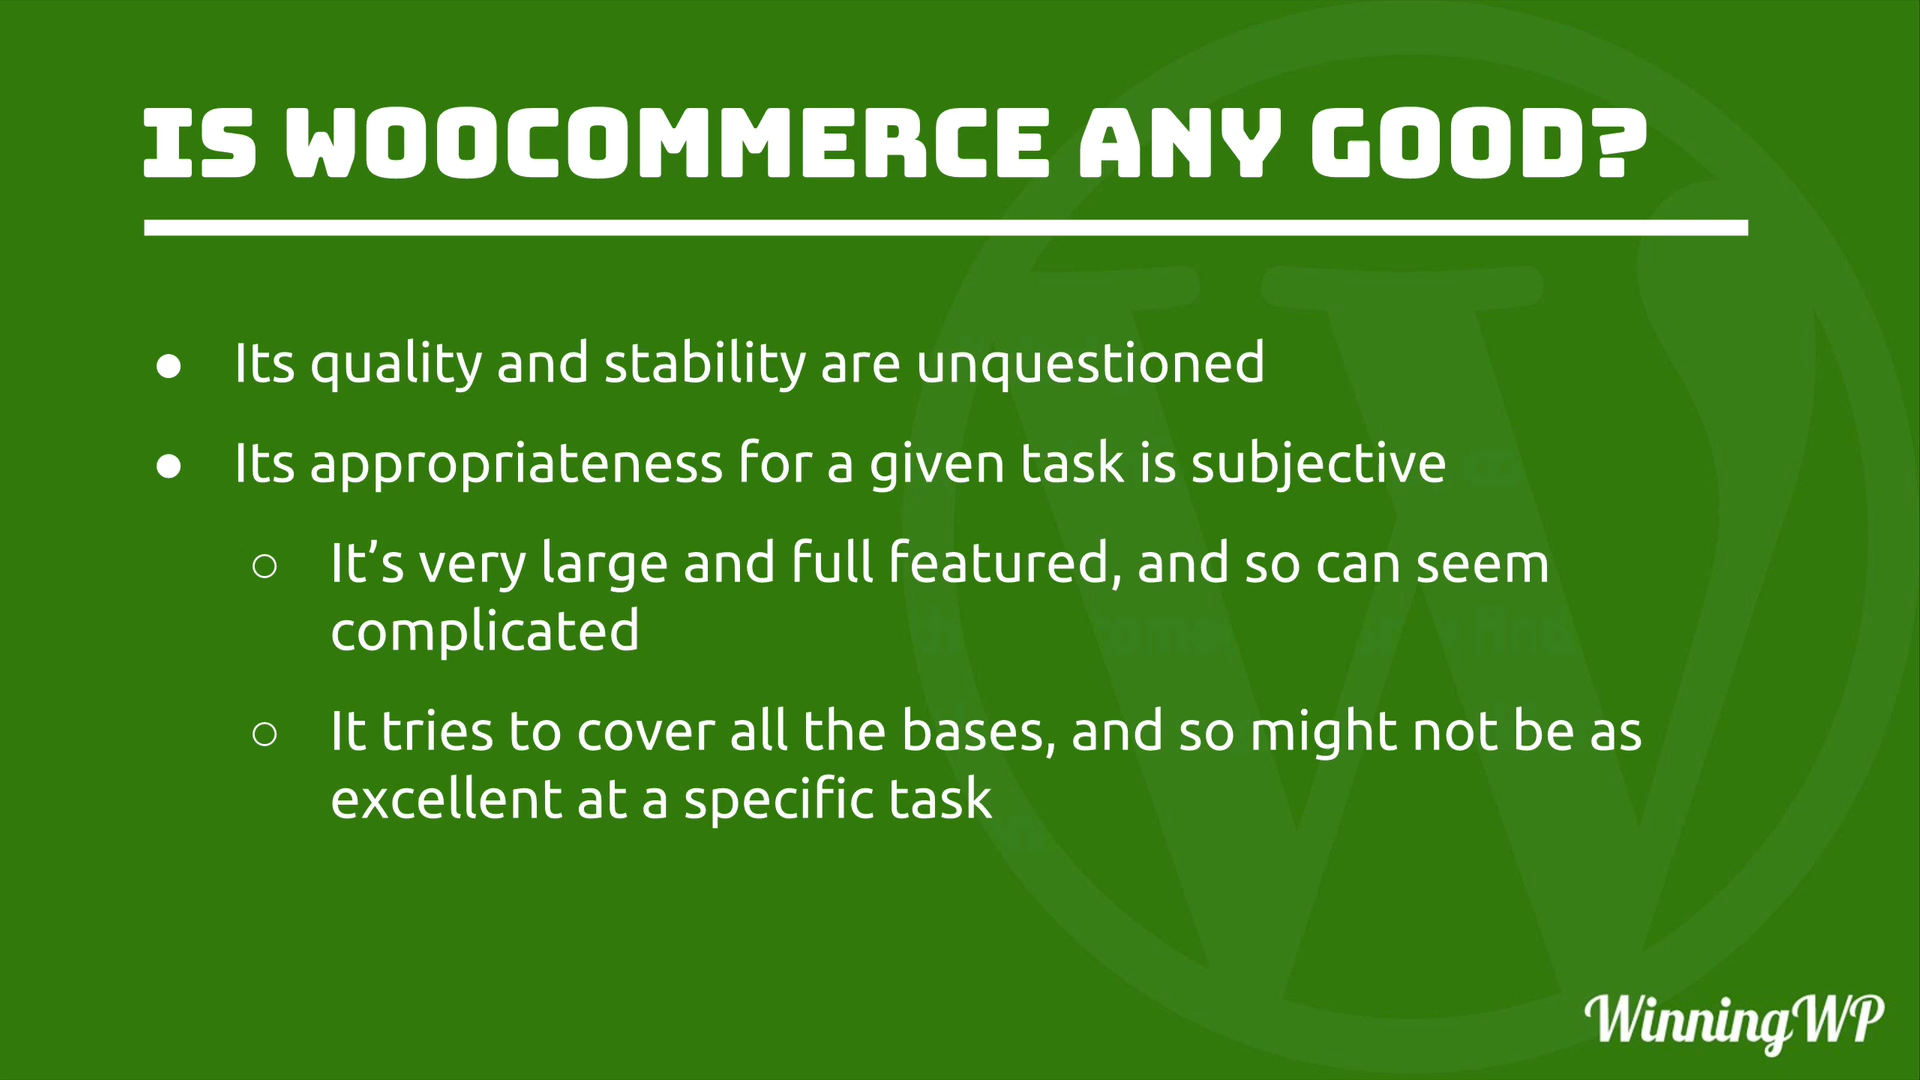 IS WOOCOMMERCE ANY GOOD?
● Its quality and stability are unquestioned
● Its appropriateness for a given task is subjective
○ It’s very large and full featured, and so can seem
complicated
○ It tries to cover all the bases, and so might not be as
excellent at a specific task
WinningWP